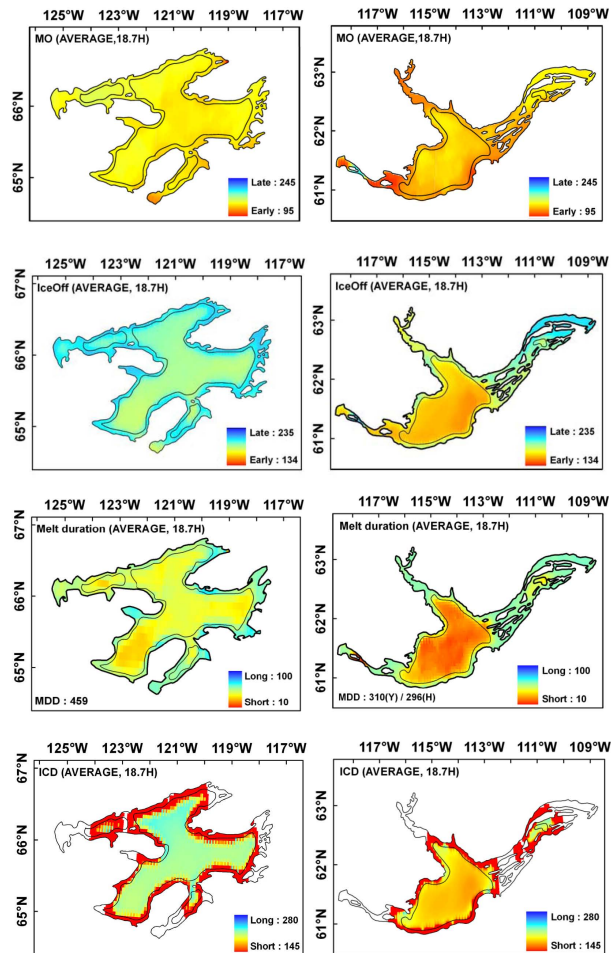 125°W 123°W 121°W 119°W 117°W
MO (AVERAGE,18.7H)
66°N
65°N
Late : 245
Early : 95
117°W 115°W 113°W 111°W 109°W
MO (AVERAGE,18.7H)
63°N
62°N
61°N
Late : 245
Early : 95
125°W 123°W 121°W 119°W 117°W
67°N
IceOff (AVERAGE, 18.7H)
66°N
65°N
Late : 235
Early : 134
117°W 115°W 113°W 111°W 109°W
IceOff (AVERAGE, 18.7H)
63°N
62°N
61°N
Late : 235
Early : 134
125°W 123°W 121°W 119°W 117°W
67°N
Melt duration (AVERAGE, 18.7H)
66°N
65°N
Long : 100
Short : 10
MDD : 459
117°W 115°W 113°W 111°W 109°W
Melt duration (AVERAGE, 18.7H)
63°N
62°N
61°N
Long : 100
Short : 10
MDD : 310(Y) / 296(H)
125°W 123°W 121°W 119°W 117°W
67°N
ICD (AVERAGE, 18.7H)
66°N
65°N
Long : 280
Short : 145
117°W 115°W 113°W 111°W 109°W
ICD (AVERAGE, 18.7H)
63°N
62°N
61°N
Long : 280
Short : 145